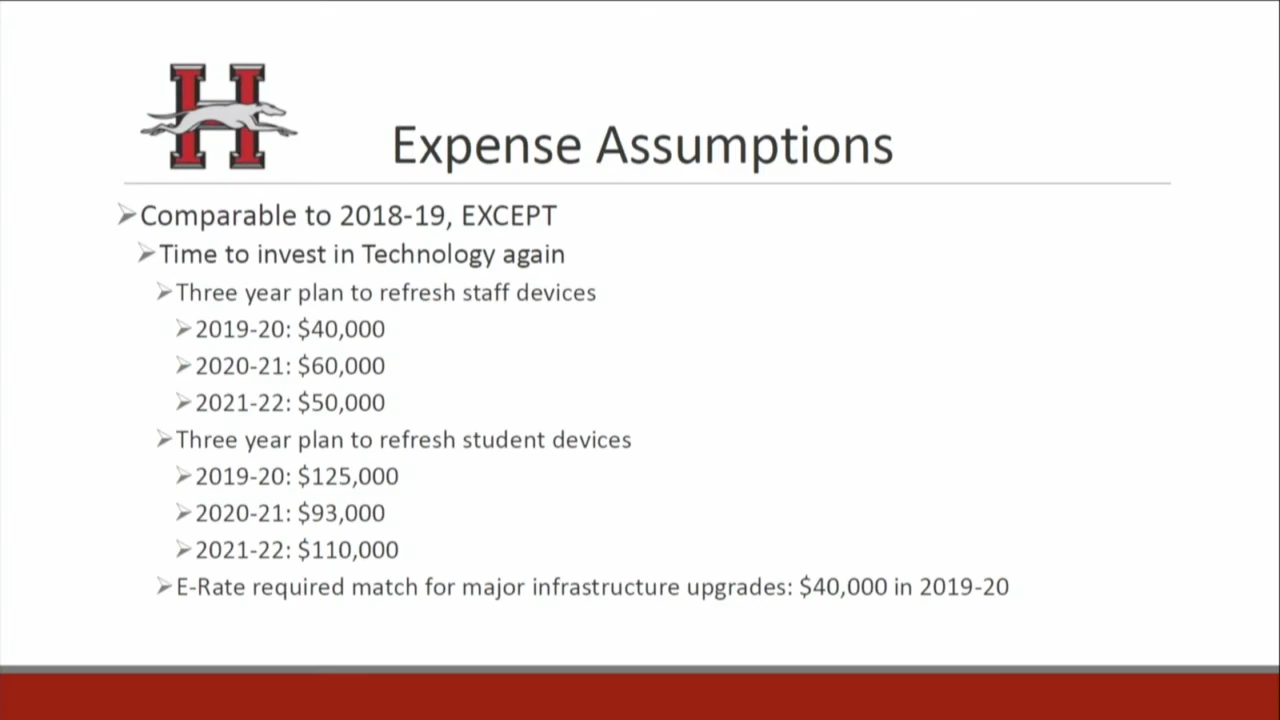 H
Expense Assumptions
Comparable to 2018-19, EXCEPT
Time to invest in Technology again
Three year plan to refresh staff devices
2019-20: $40,000
2020-21: $60,000
2021-22: $50,000
Three year plan to refresh student devices
2019-20: $125,000
2020-21: $93,000
2021-22: $110,000
E-Rate required match for major infrastructure upgrades: $40,000 in 2019-20